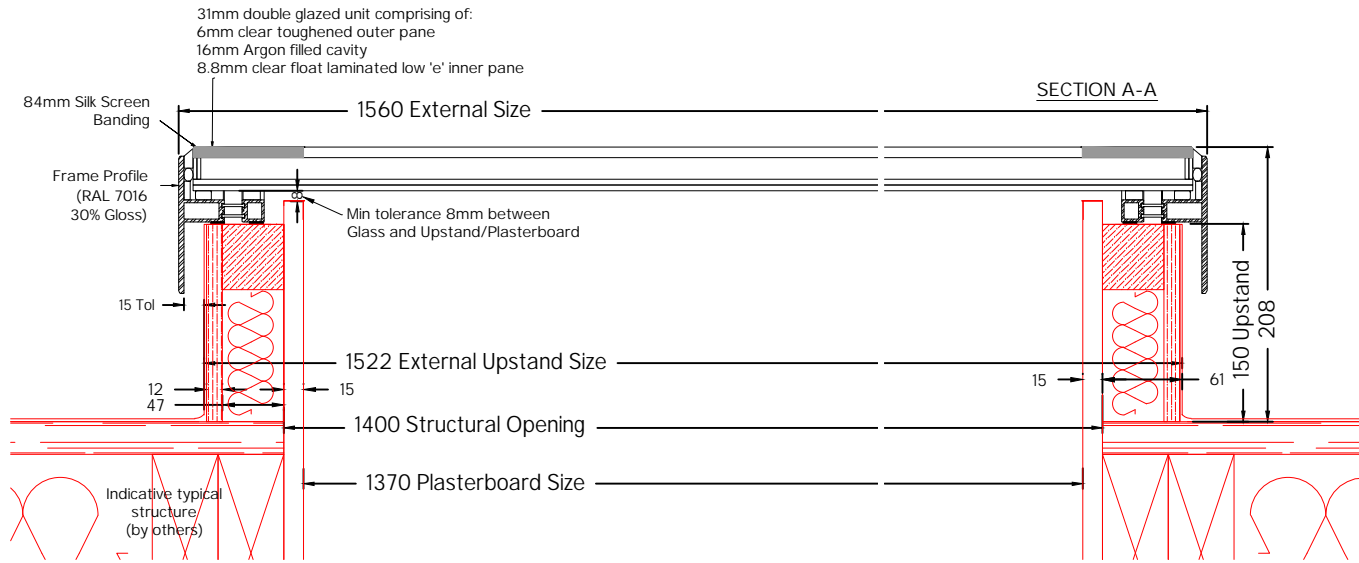 31mm double glazed unit comprising of:
6mm clear toughened outer pane
16mm Argon filled cavity
8.8mm clear float laminated low 'e' inner pane
SECTION A-A
84mm Silk Screen
Banding
1560 External Size
Frame Profile
(RAL 7016
30% Gloss)
8
Min tolerance 8mm between
Glass and Upstand/Plasterboard
15 Tol
150 Upstand
208
1522 External Upstand Size
12
47
15
15
61
1400 Structural Opening
1370 Plasterboard Size
Indicative typical
structure
(by others)